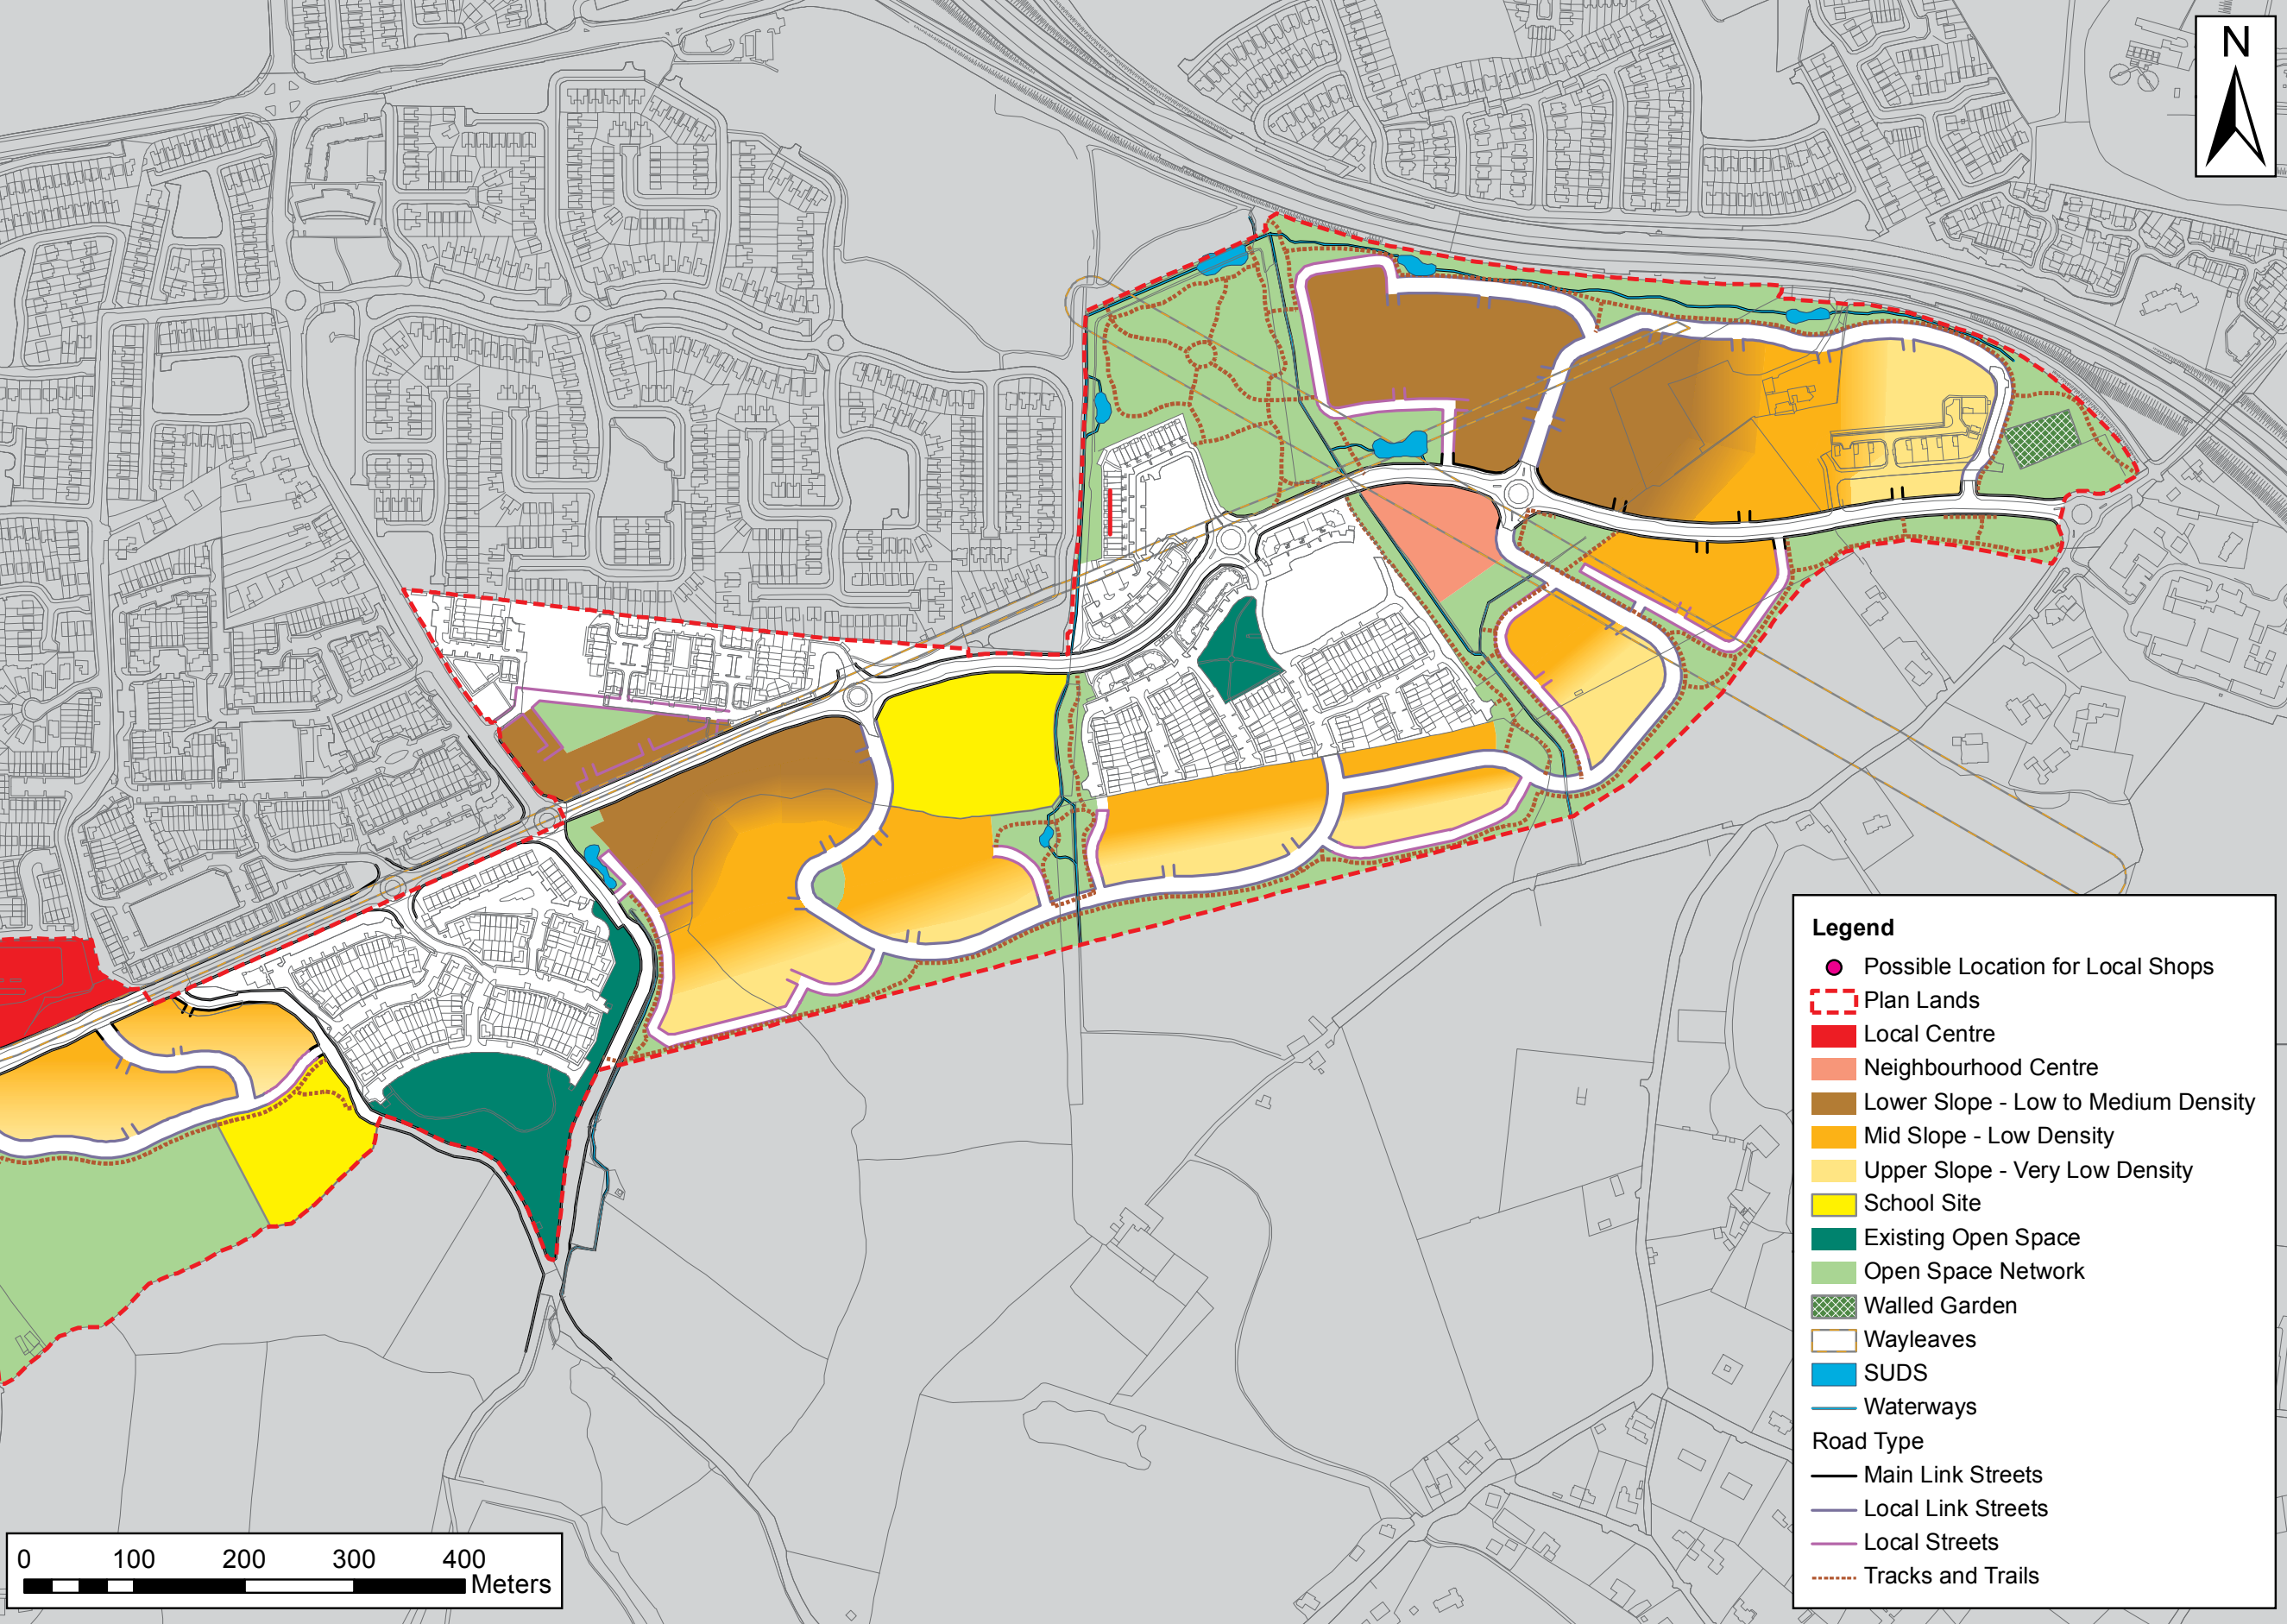 N
Legend
Possible Location for Local Shops
Plan Lands
Local Centre
Neighbourhood Centre
Lower Slope - Low to Medium Density
Mid Slope - Low Density
Upper Slope - Very Low Density
School Site
Existing Open Space
Open Space Network
Walled Garden
Wayleaves
SUDS
Waterways
Road Type
Main Link Streets
Local Link Streets
Local Streets
Tracks and Trails
0 100 200 300 400
Meters